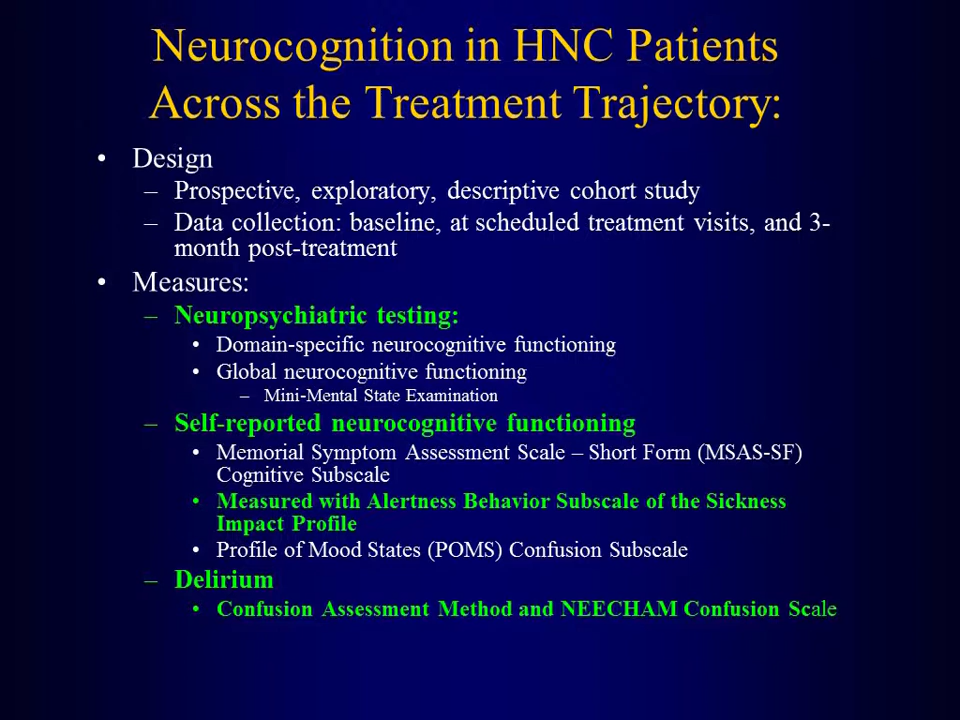 Neurocognition in HNC Patients
Across the Treatment Trajectory:
• Design
– Prospective, exploratory, descriptive cohort study
– Data collection: baseline, at scheduled treatment visits, and 3-
month post-treatment
• Measures:
– Neuropsychiatric testing:
• Domain-specific neurocognitive functioning
• Global neurocognitive functioning
– Mini-Mental State Examination
– Self-reported neurocognitive functioning
• Memorial Symptom Assessment Scale – Short Form (MSAS-SF)
Cognitive Subscale
• Measured with Alertness Behavior Subscale of the Sickness
Impact Profile
• Profile of Mood States (POMS) Confusion Subscale
– Delirium
• Confusion Assessment Method and NEECHAM Confusion Scale